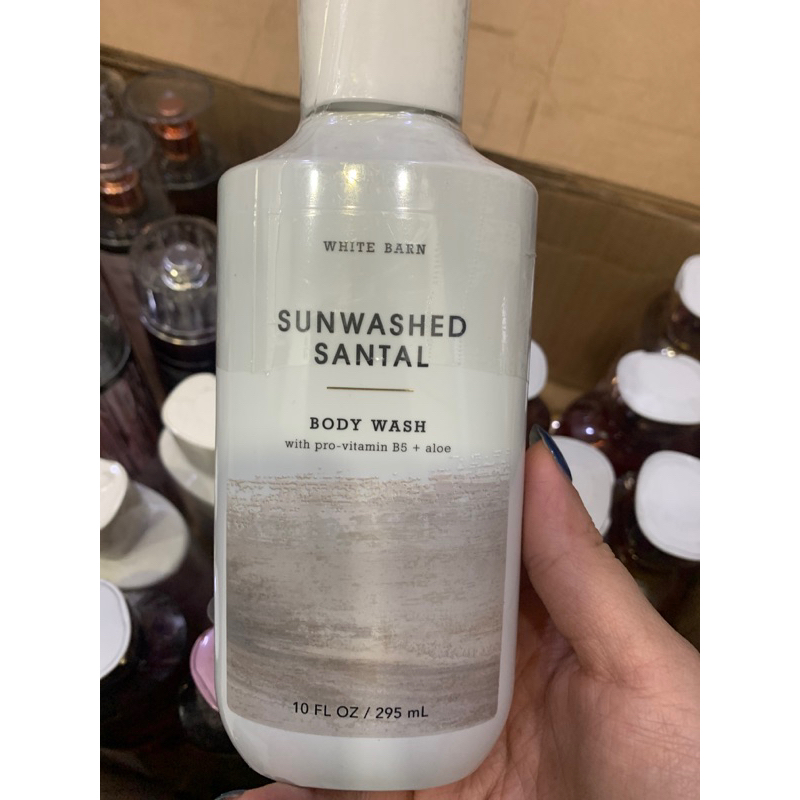 WHITE BARN
SUNWASHED
SANTAL
BODY WASH
with pro-vitamin B5 + aloe
10 FL OZ / 295 mL